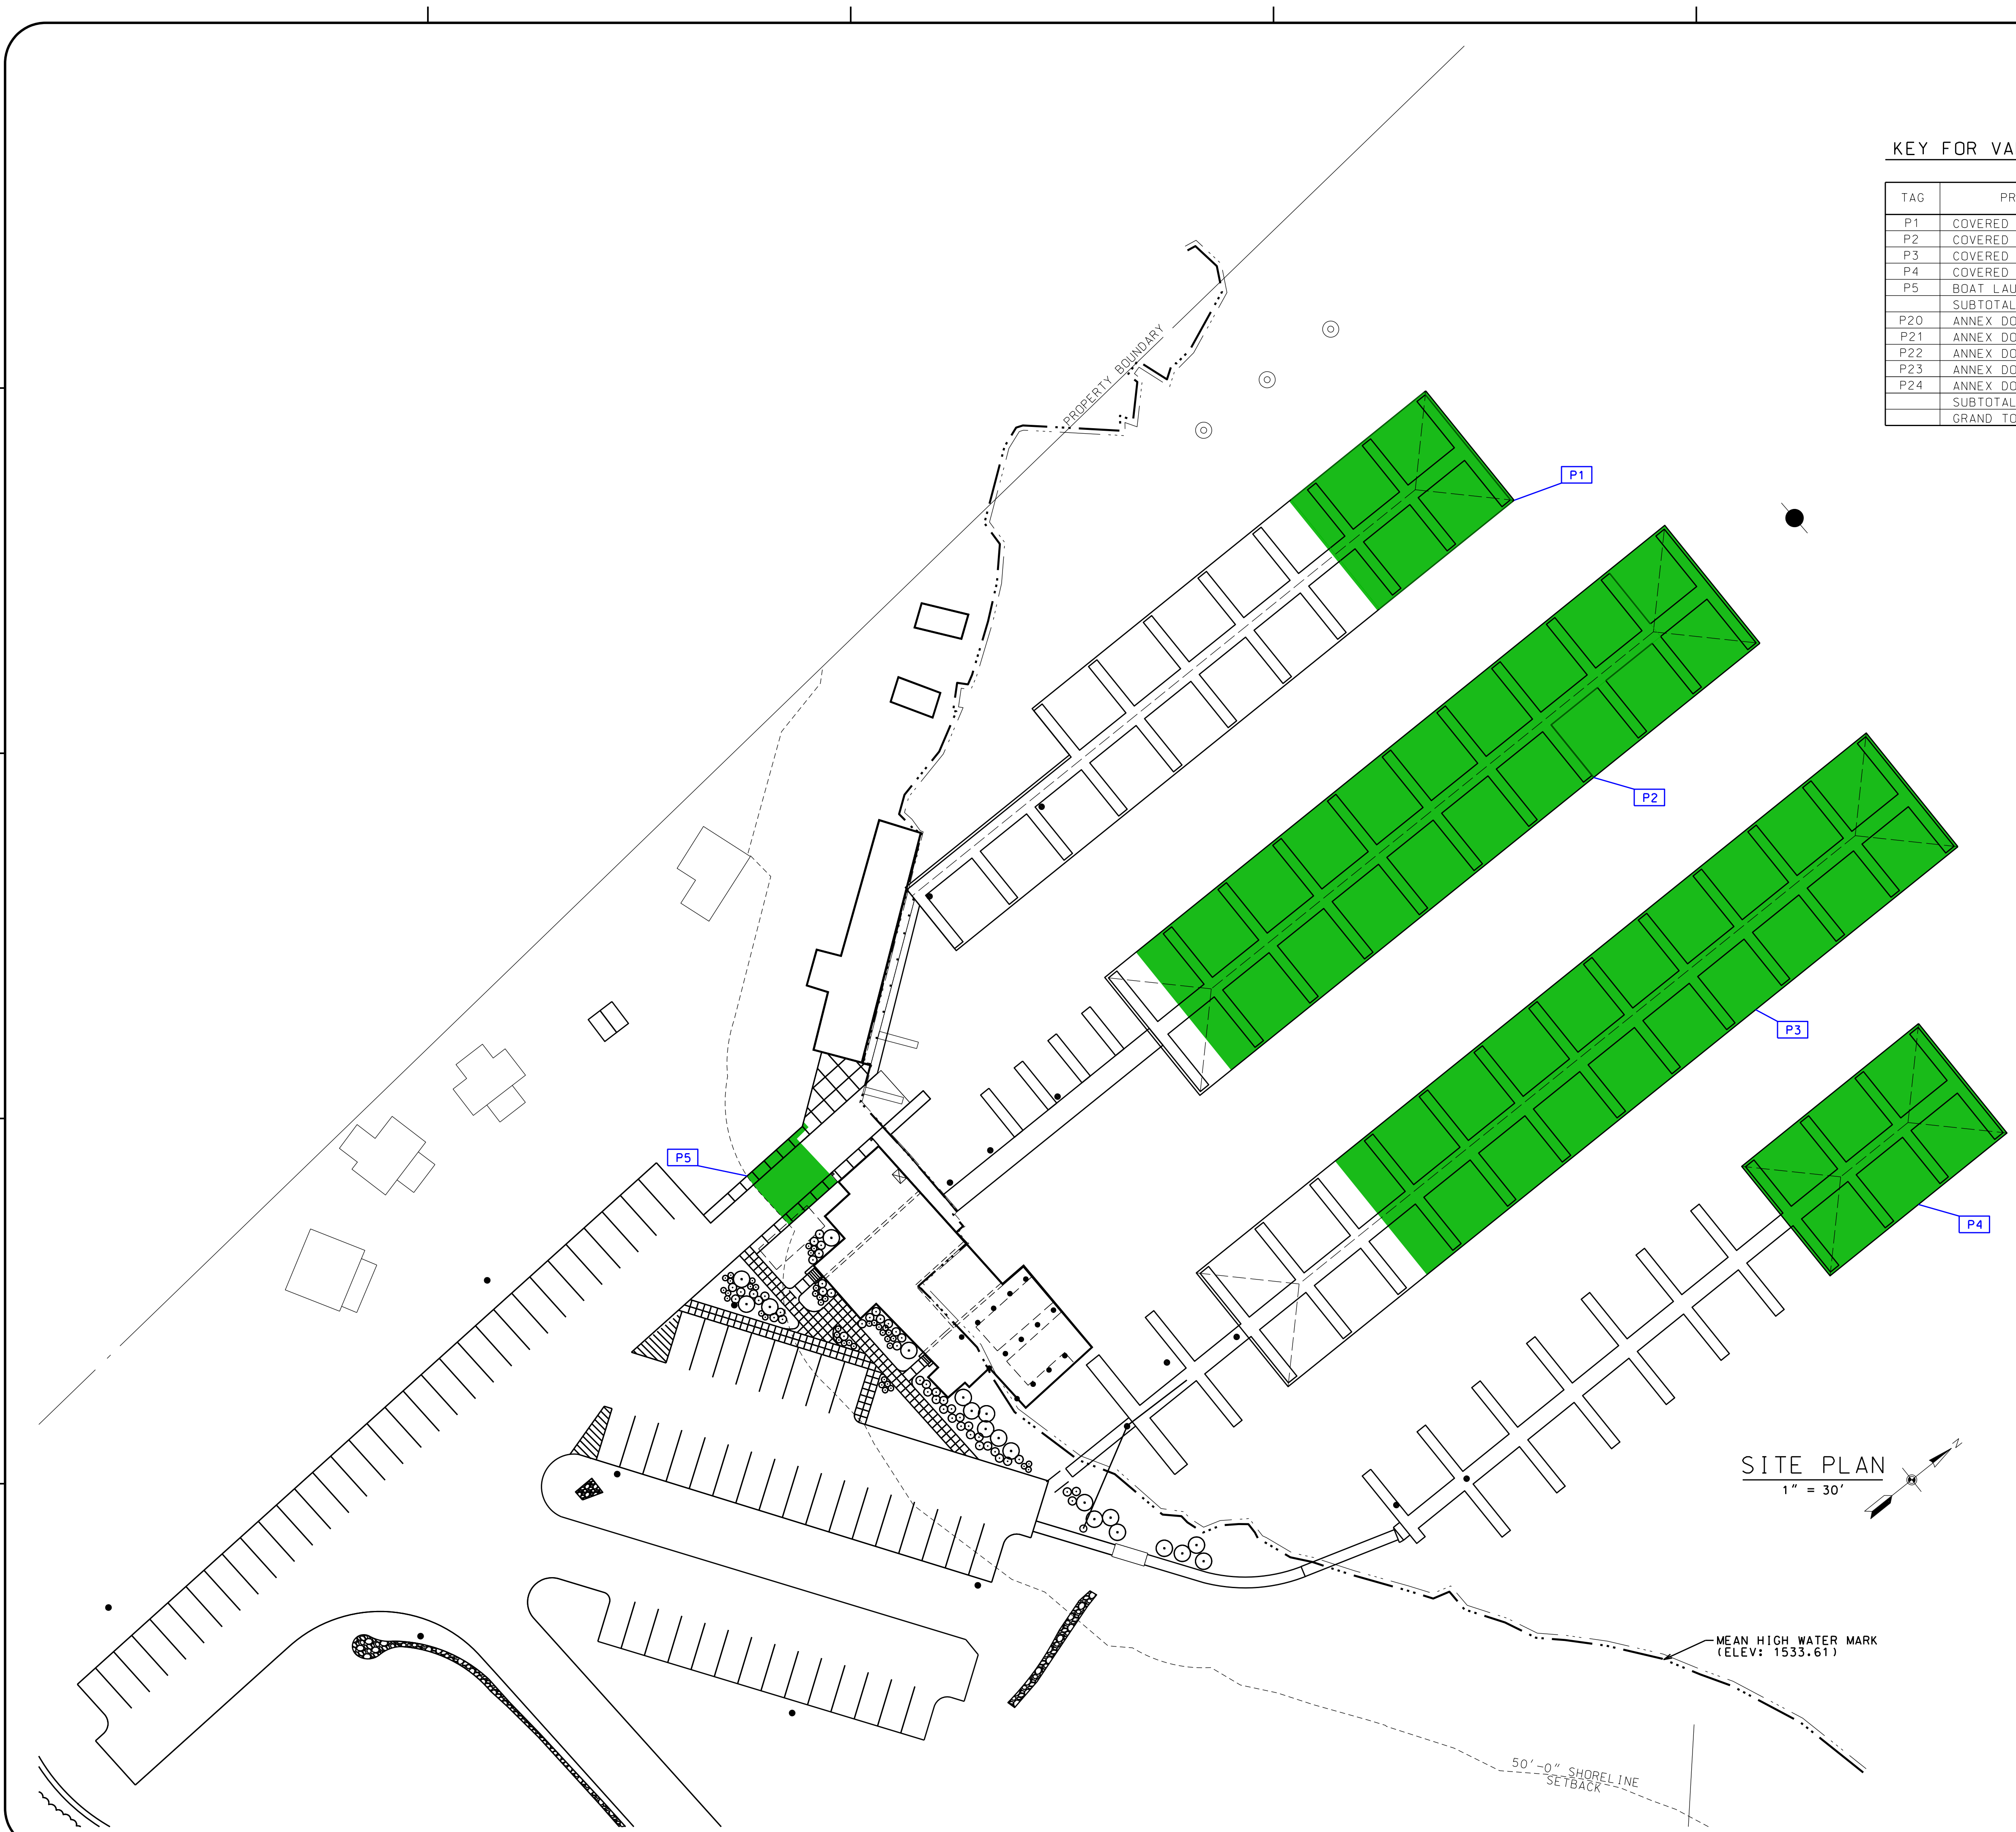 KEY FOR VA
TAG PR
P1 COVERED
P2 COVERED
P3 COVERED
P4 COVERED
P5 BOAT LAU
SUBTOTAL
P20 ANNEX DO
P21 ANNEX DO
P22 ANNEX DO
P23 ANNEX DO
P24 ANNEX DO
SUBTOTAL
GRAND TO
PROPERTY BOUNDARY
P1
P2
P3
P5
P4
SITE PLAN
1" = 30'
N
MEAN HIGH WATER MARK
(ELEV: 1533.61)
50'-0" SHORELINE
SETBACK